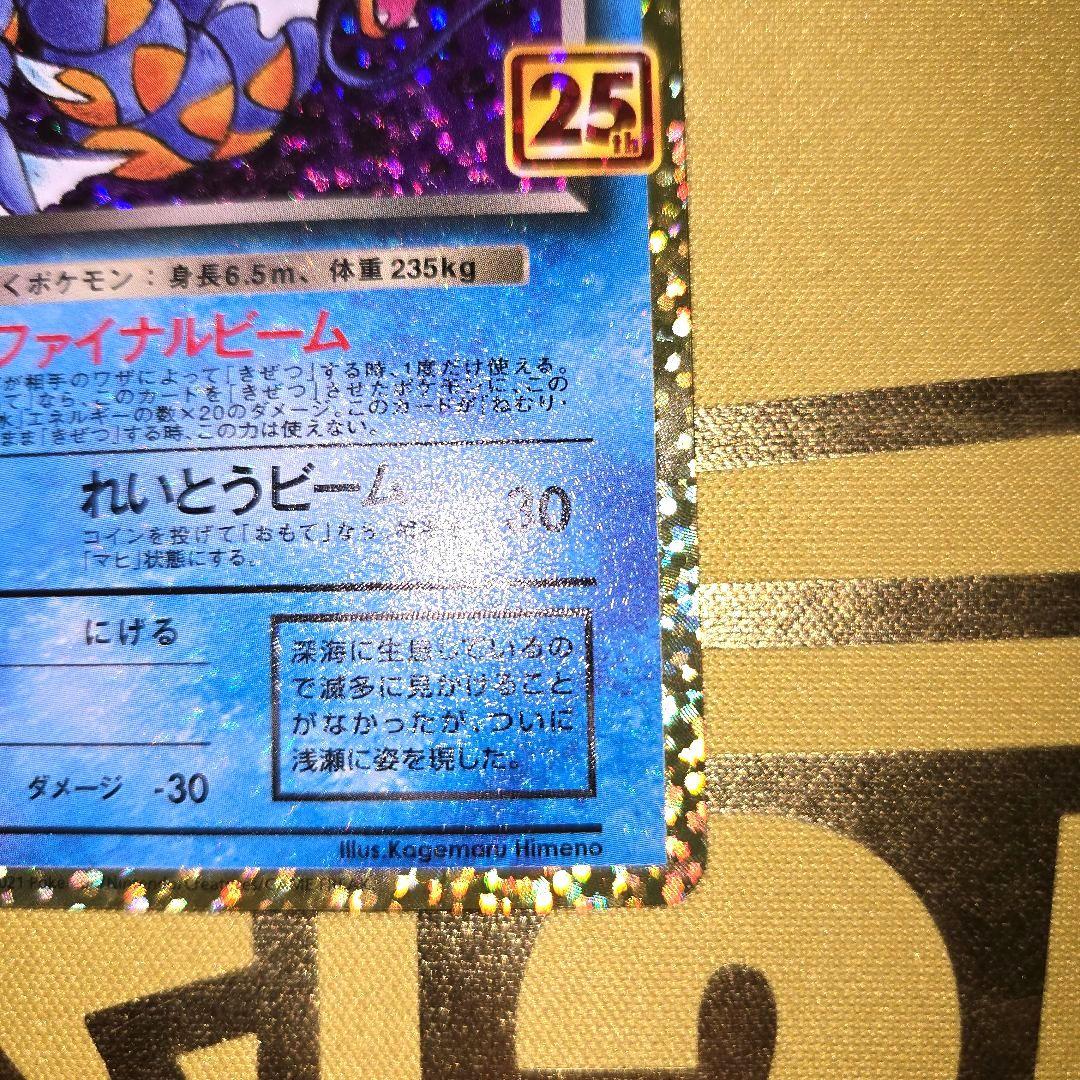 25th
くポケモン：身長6.5m、体重235kg
ファイナルビーム
が相手のワザによって「きぜつ」する時、1度だけ使える。
て」なら、このカートを「きぜつ」させたポケモンに、この
水」エネルギーの数×20のダメージ。このカードが「ねむり・
まま「きぜつ」する時、この力は使えない。
れいとうビーム 30
コインを投げて「おもて」なら、
「マヒ」状態にする。
にける
深海に生息しているの
で滅多に見かけること
がなかったが、ついに
浅瀬に姿を現した。
ダメージ -30
Illus.Kagemaru Himeno
021 Poké Nintendo/Creatures/GAME FREAK